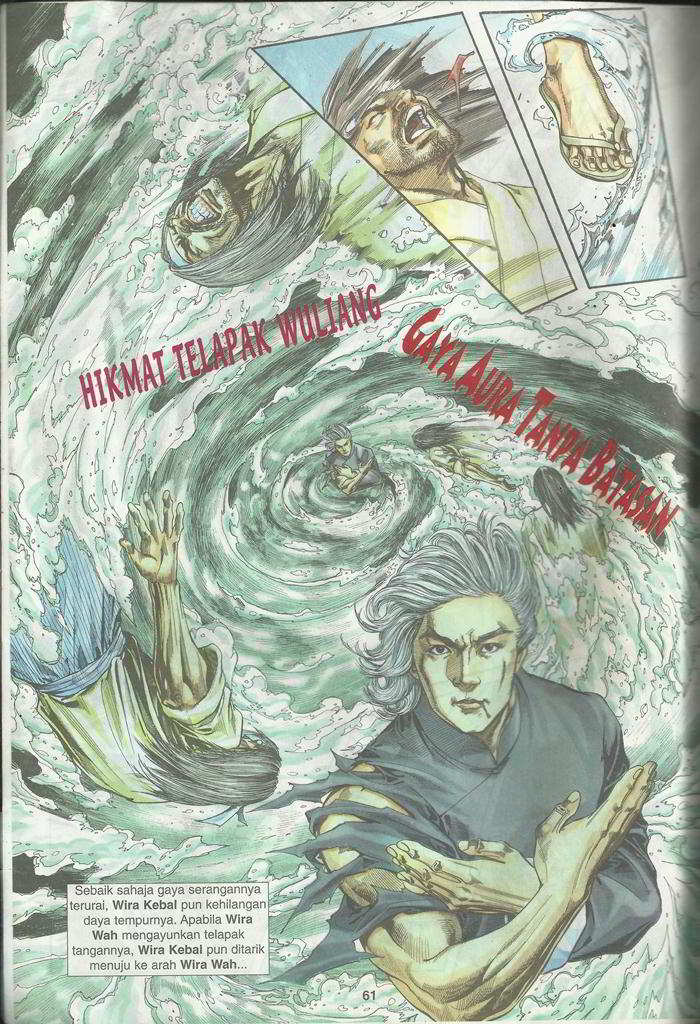 HIKMAT TELAPAK WULIANG
GAYA AURA TANPA BATASAN
Sebaik sahaja gaya serangannya
terurai, Wira Kebal pun kehilangan
daya tempurnya. Apabila Wira
Wah mengayunkan telapak
tangannya, Wira Kebal pun ditarik
menuju ke arah Wira Wah...
61